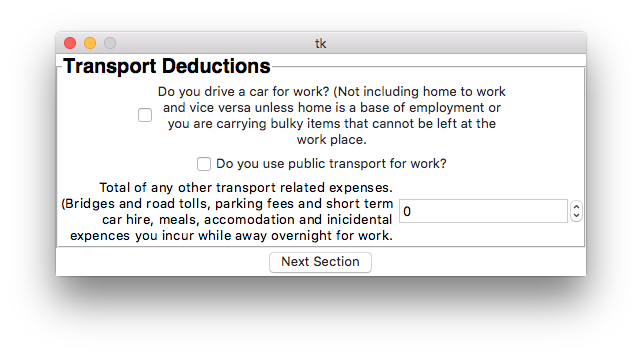 tk
Transport Deductions
Do you drive a car for work? (Not including home to work
and vice versa unless home is a base of employment or
you are carrying bulky items that cannot be left at the
work place.
Do you use public transport for work?
Total of any other transport related expenses.
(Bridges and road tolls, parking fees and short term
car hire, meals, accomodation and inicidental
expences you incur while away overnight for work.
0
Next Section